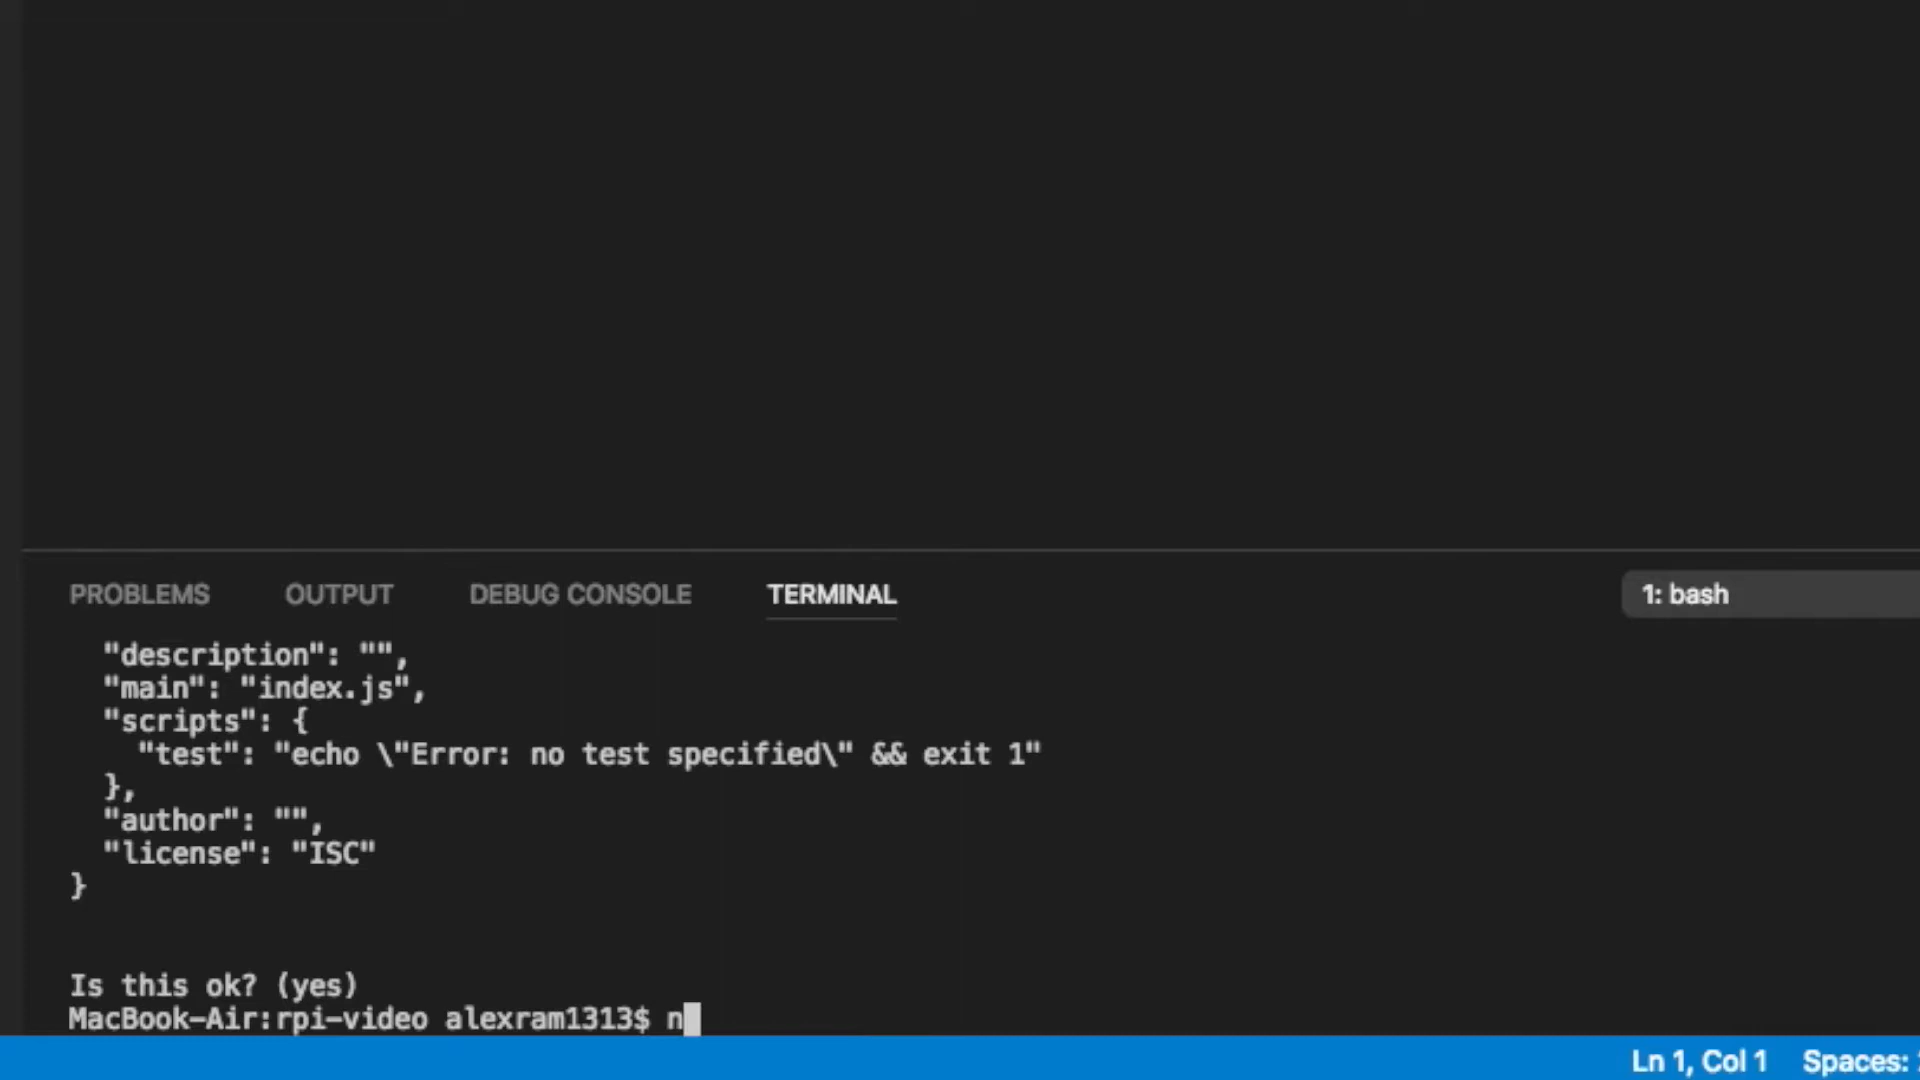 PROBLEMS OUTPUT DEBUG CONSOLE TERMINAL 1: bash
"description": "",
"main": "index.js",
"scripts": {
"test": "echo \"Error: no test specified\" && exit 1"
},
"author": "",
"license": "ISC"
}
Is this ok? (yes)
MacBook-Air:rpi-video alexram1313$ n
Ln 1, Col 1 Spaces: